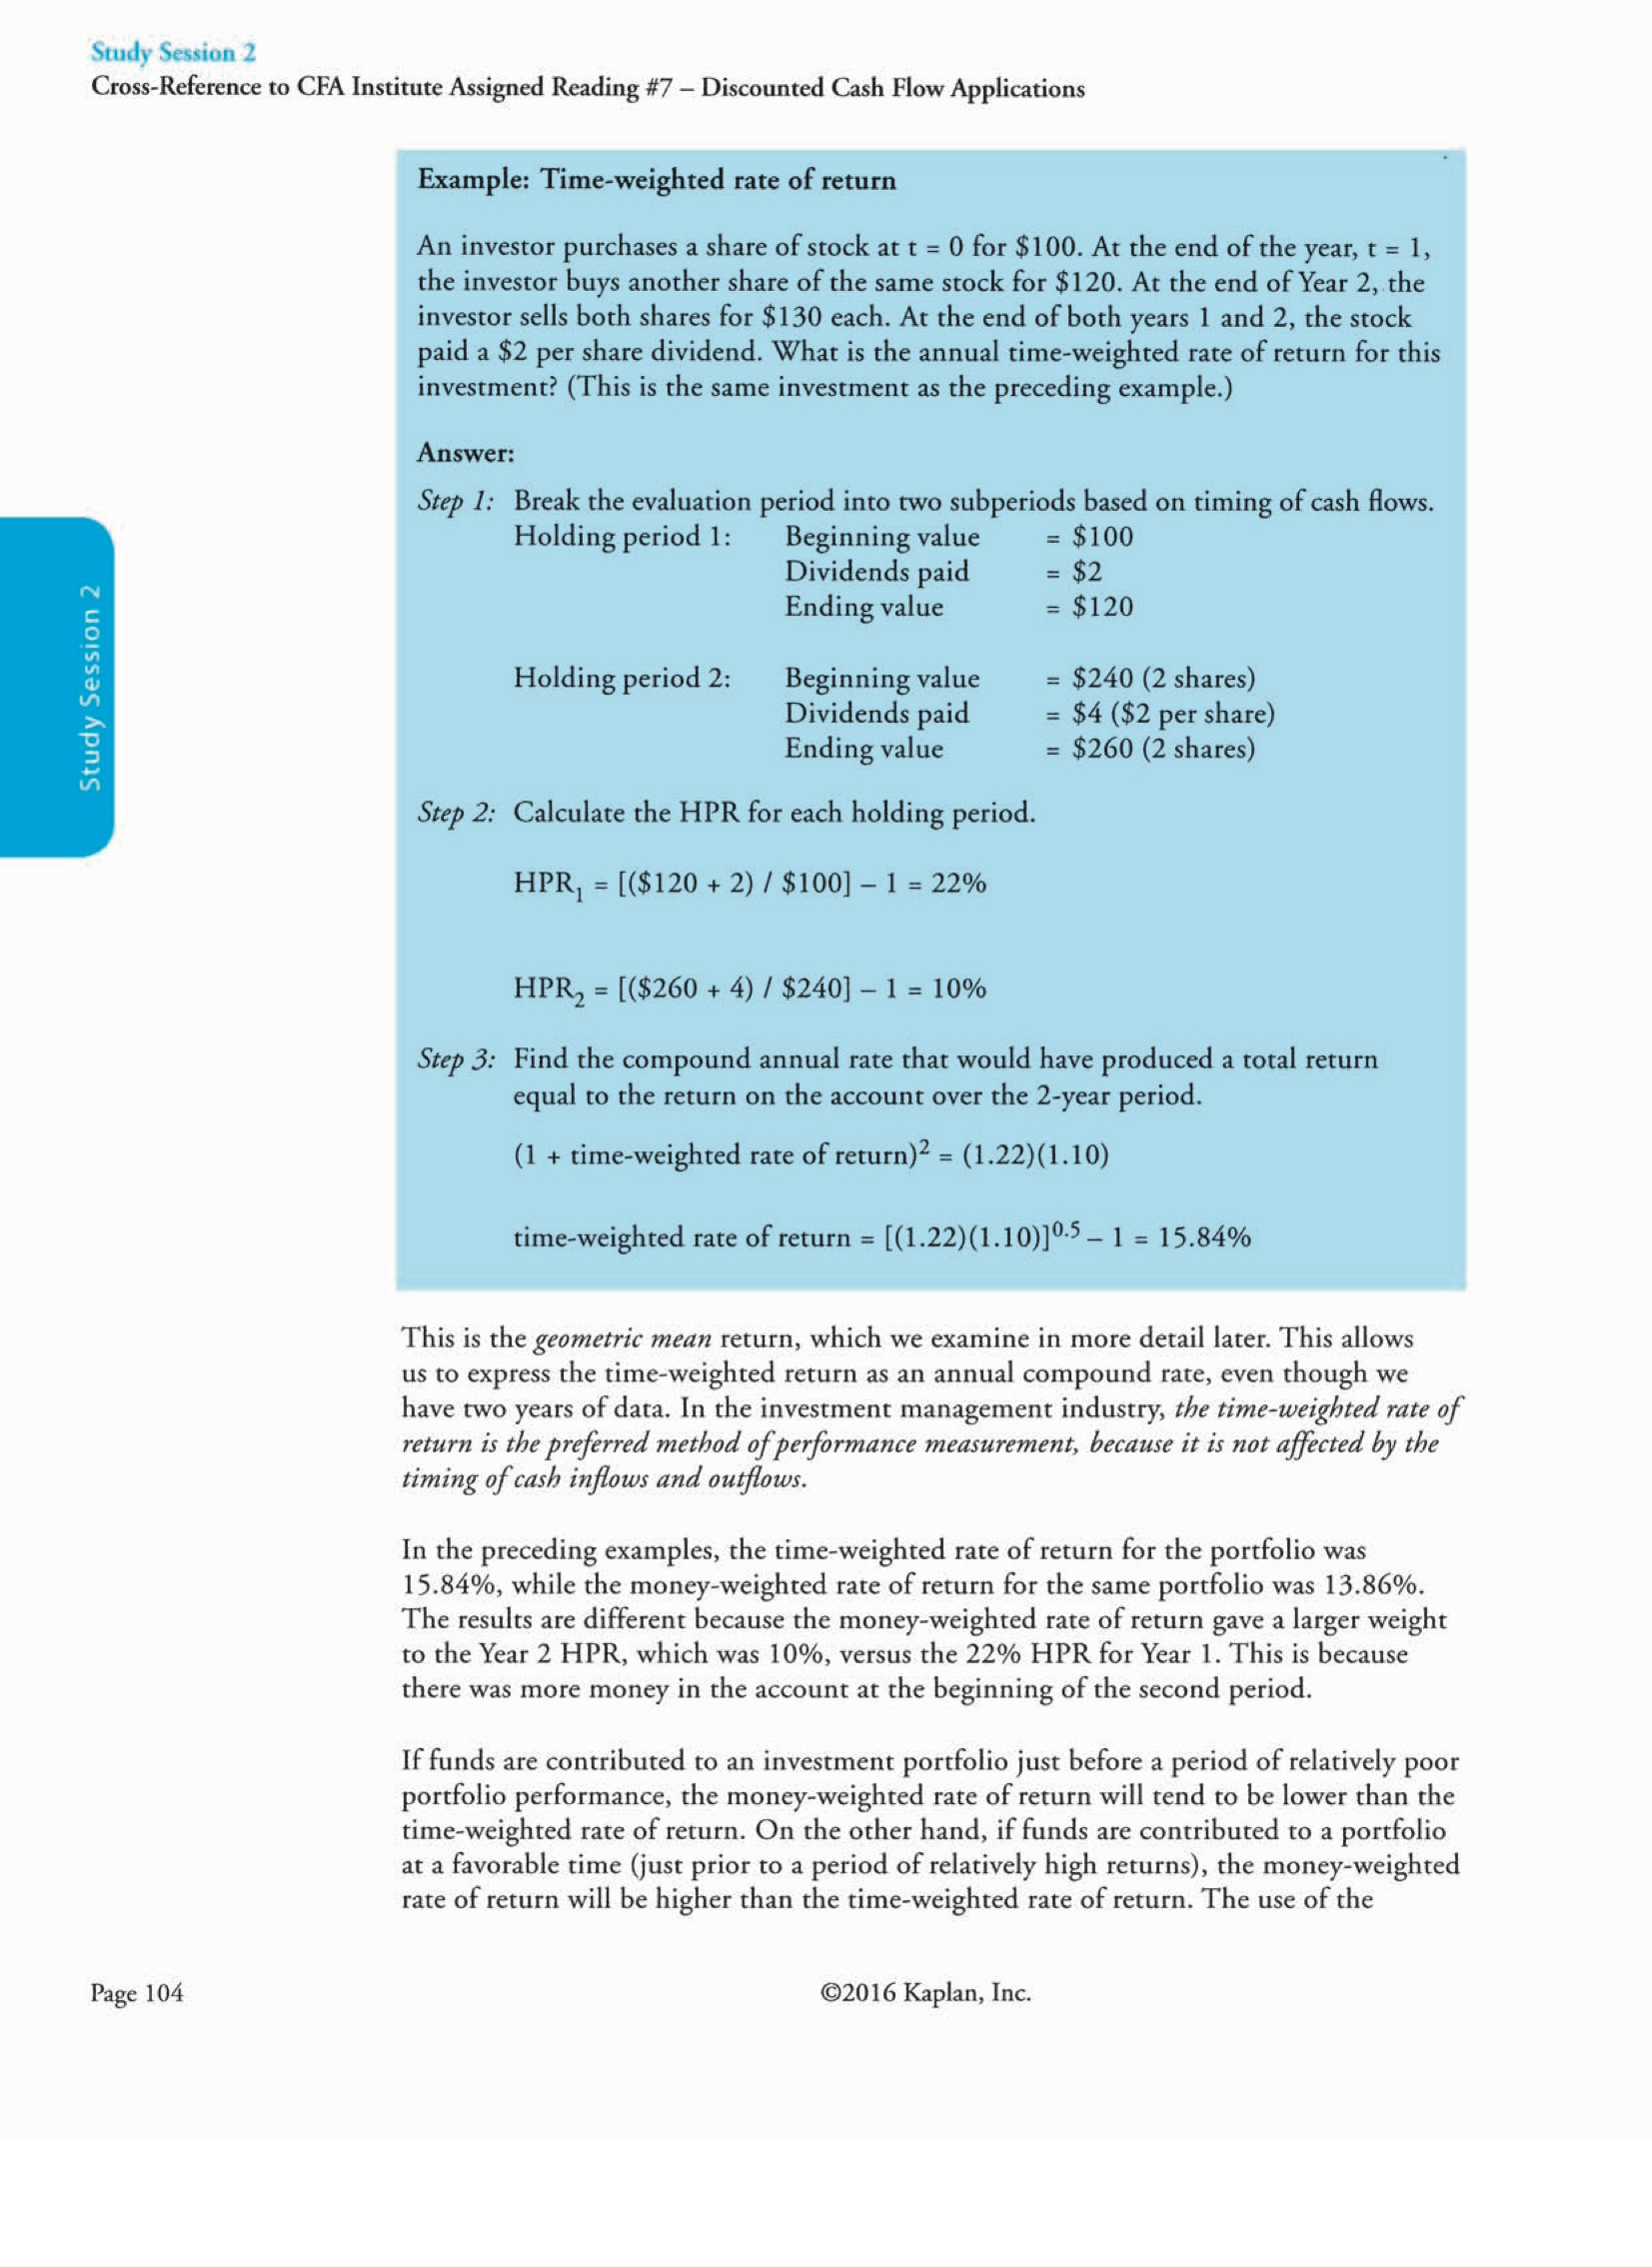 Study Session 2
Cross-Reference to CFA Institute Assigned Reading #7 – Discounted Cash Flow Applications
Example: Time-weighted rate of return
An investor purchases a share of stock at t = 0 for $100. At the end of the year, t = 1,
the investor buys another share of the same stock for $120. At the end of Year 2, the
investor sells both shares for $130 each. At the end of both years 1 and 2, the stock
paid a $2 per share dividend. What is the annual time-weighted rate of return for this
investment? (This is the same investment as the preceding example.)
Answer:
Step 1: Break the evaluation period into two subperiods based on timing of cash flows.
Holding period 1: Beginning value = $100
Dividends paid = $2
Ending value = $120
Holding period 2: Beginning value = $240 (2 shares)
Dividends paid = $4 ($2 per share)
Ending value = $260 (2 shares)
Study Session 2
Step 2: Calculate the HPR for each holding period.
HPR₁ = [($120 + 2) / $100] – 1 = 22%
HPR₂ = [($260 + 4) / $240] – 1 = 10%
Step 3: Find the compound annual rate that would have produced a total return
equal to the return on the account over the 2-year period.
(1 + time-weighted rate of return)² = (1.22)(1.10)
time-weighted rate of return = [(1.22)(1.10)]⁰·⁵ – 1 = 15.84%
This is the geometric mean return, which we examine in more detail later. This allows
us to express the time-weighted return as an annual compound rate, even though we
have two years of data. In the investment management industry, the time-weighted rate of
return is the preferred method of performance measurement, because it is not affected by the
timing of cash inflows and outflows.
In the preceding examples, the time-weighted rate of return for the portfolio was
15.84%, while the money-weighted rate of return for the same portfolio was 13.86%.
The results are different because the money-weighted rate of return gave a larger weight
to the Year 2 HPR, which was 10%, versus the 22% HPR for Year 1. This is because
there was more money in the account at the beginning of the second period.
If funds are contributed to an investment portfolio just before a period of relatively poor
portfolio performance, the money-weighted rate of return will tend to be lower than the
time-weighted rate of return. On the other hand, if funds are contributed to a portfolio
at a favorable time (just prior to a period of relatively high returns), the money-weighted
rate of return will be higher than the time-weighted rate of return. The use of the
Page 104 ©2016 Kaplan, Inc.